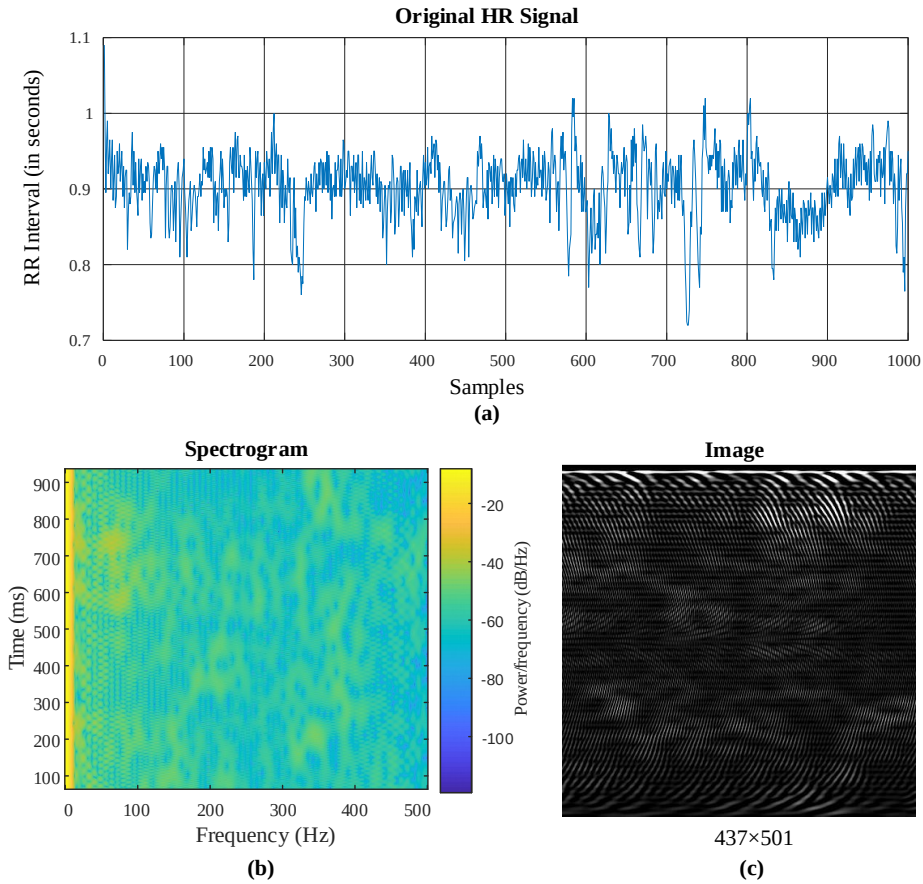 Original HR Signal
RR Interval (in seconds)
1.1
1
0.9
0.8
0.7
0 100 200 300 400 500 600 700 800 900 1000
Samples
(a)
Spectrogram
Time (ms)
900
800
700
600
500
400
300
200
100
0 100 200 300 400 500
Frequency (Hz)
-20
-40
-60
-80
-100
Power/frequency (dB/Hz)
(b)
Image
437×501
(c)